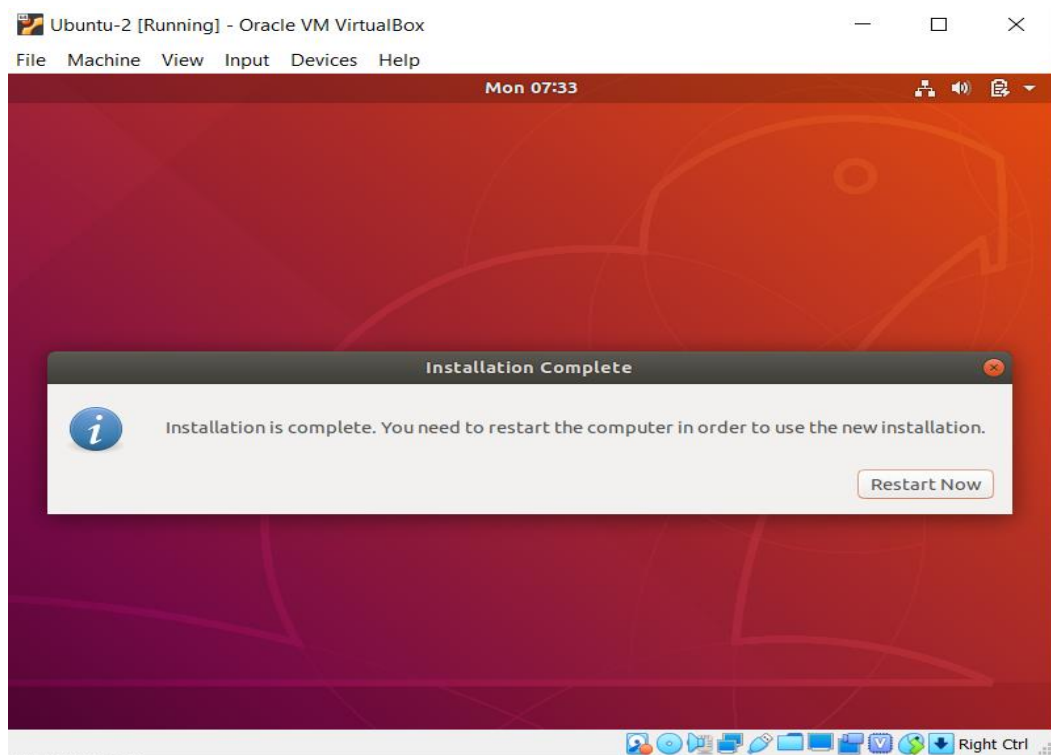 Ubuntu-2 [Running] - Oracle VM VirtualBox
File Machine View Input Devices Help
Mon 07:33
Installation Complete
Installation is complete. You need to restart the computer in order to use the new installation.
Restart Now
Right Ctrl